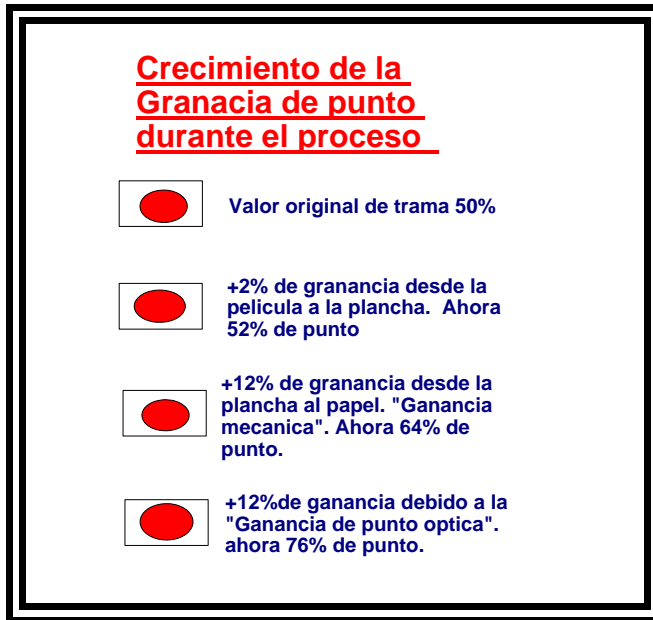 Crecimiento de la
Granacia de punto
durante el proceso
Valor original de trama 50%
+2% de granancia desde la
pelicula a la plancha. Ahora
52% de punto
+12% de granancia desde la
plancha al papel. "Ganancia
mecanica". Ahora 64% de
punto.
+12%de ganancia debido a la
"Ganancia de punto optica".
ahora 76% de punto.